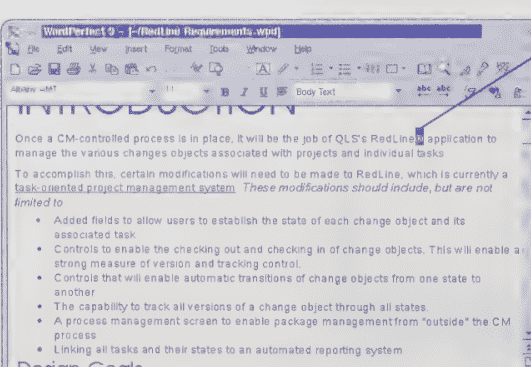 WordPerfect 9 - [~/RedLine Requirements.wpd]
File Edit View Insert Format Tools Window Help
11 B I U Body Text abc abc
INTRODUCTION
Once a CM-controlled process is in place, it will be the job of QLS's RedLine application to
manage the various changes objects associated with projects and individual tasks
To accomplish this, certain modifications will need to be made to RedLine, which is currently a
task-oriented project management system These modifications should include, but are not
limited to
• Added fields to allow users to establish the state of each change object and its
associated task
• Controls to enable the checking out and checking in of change objects. This will enable a
strong measure of version and tracking control.
• Controls that will enable automatic transitions of change objects from one state to
another
• The capability to track all versions of a change object through all states.
• A process management screen to enable package management from "outside" the CM
process
• Linking all tasks and their states to an automated reporting system
Design Goals